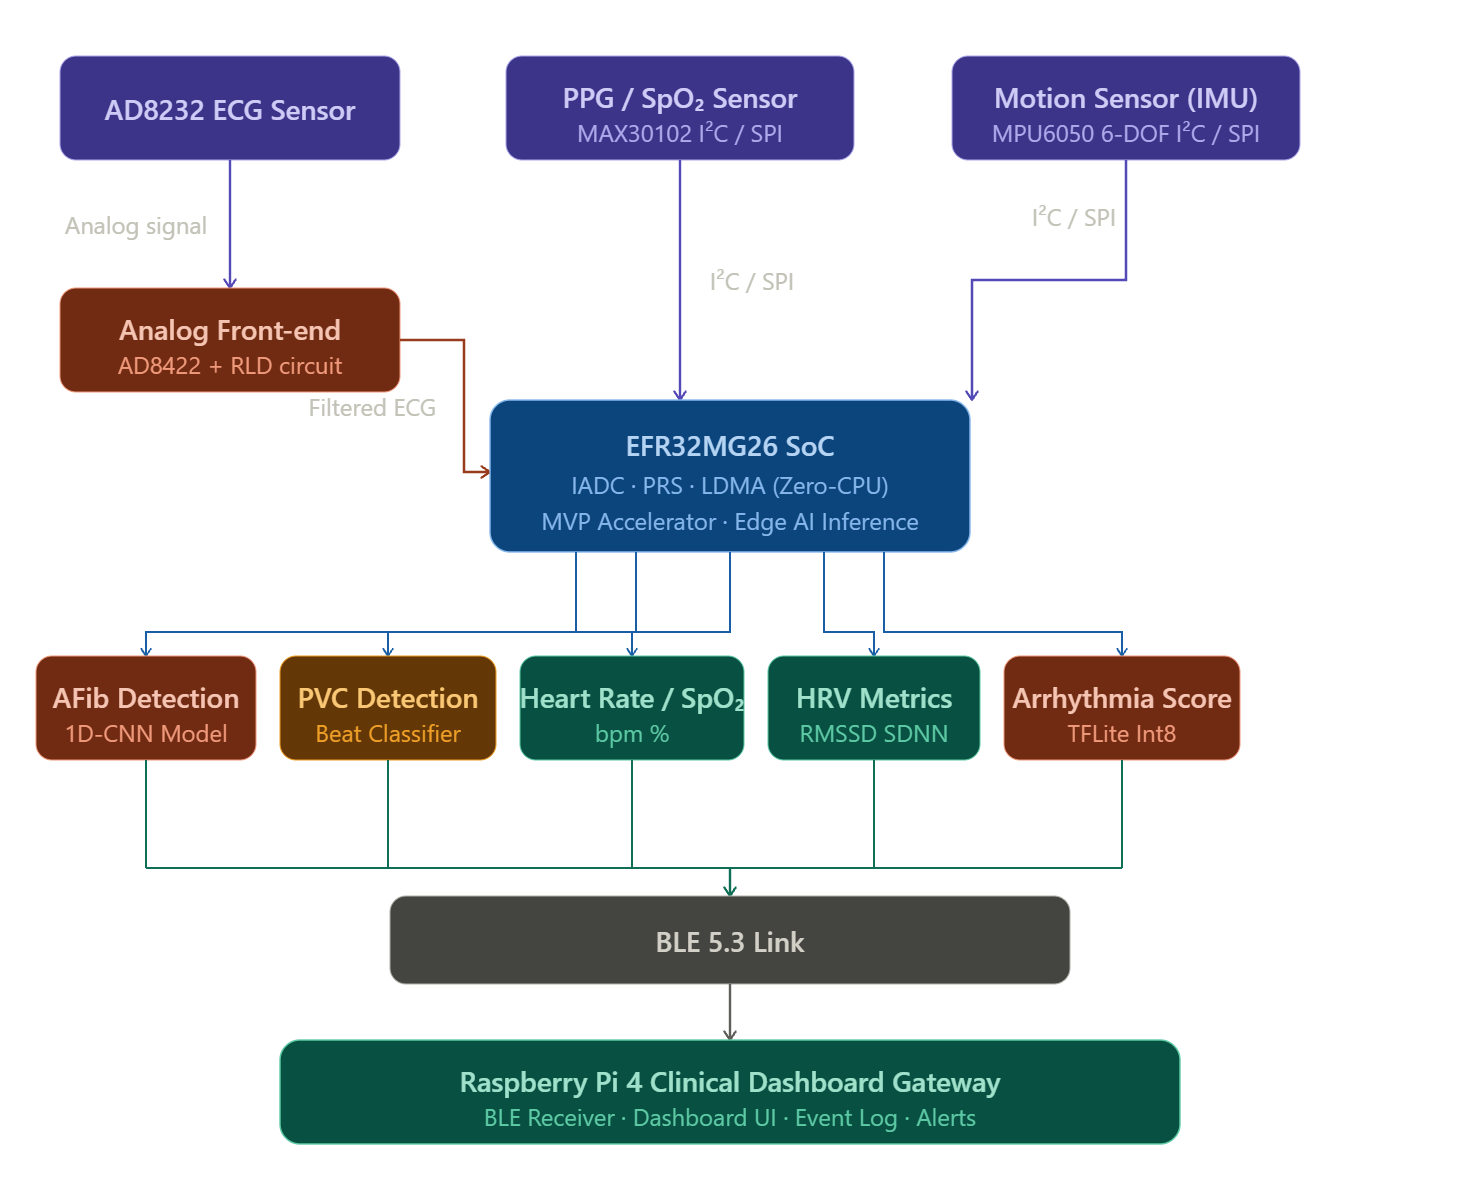 AD8232 ECG Sensor
PPG / SpO₂ Sensor
MAX30102 I²C / SPI
Motion Sensor (IMU)
MPU6050 6-DOF I²C / SPI
Analog signal
I²C / SPI
I²C / SPI
Analog Front-end
AD8422 + RLD circuit
Filtered ECG
EFR32MG26 SoC
IADC · PRS · LDMA (Zero-CPU)
MVP Accelerator · Edge AI Inference
AFib Detection
1D-CNN Model
PVC Detection
Beat Classifier
Heart Rate / SpO₂
bpm %
HRV Metrics
RMSSD SDNN
Arrhythmia Score
TFLite Int8
BLE 5.3 Link
Raspberry Pi 4 Clinical Dashboard Gateway
BLE Receiver · Dashboard UI · Event Log · Alerts